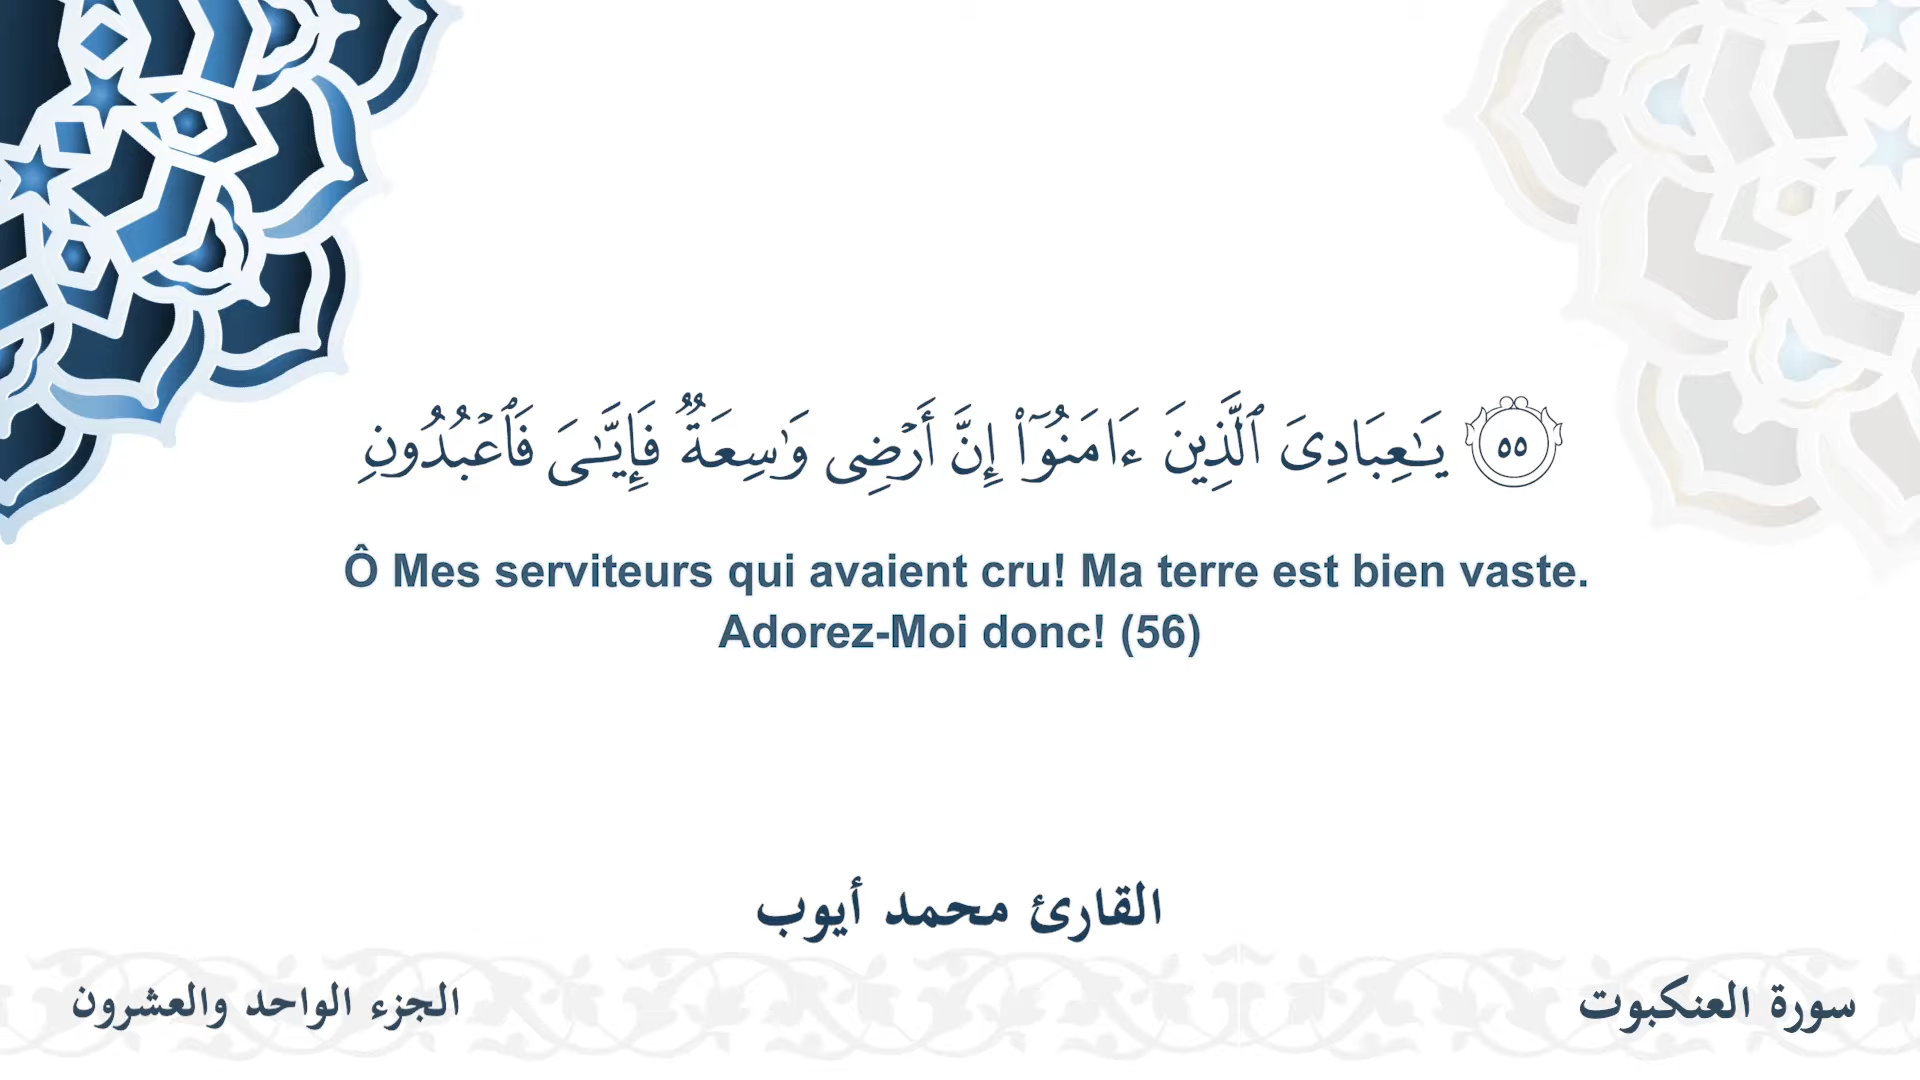 ٥٥ يَـٰعِبَادِىَ ٱلَّذِينَ ءَامَنُوٓا۟ إِنَّ أَرْضِى وَٰسِعَةٌ فَإِيَّـٰىَ فَٱعْبُدُونِ
Ô Mes serviteurs qui avaient cru! Ma terre est bien vaste.
Adorez-Moi donc! (56)
القارئ محمد أيوب
سورة العنكبوت
الجزء الواحد والعشرون